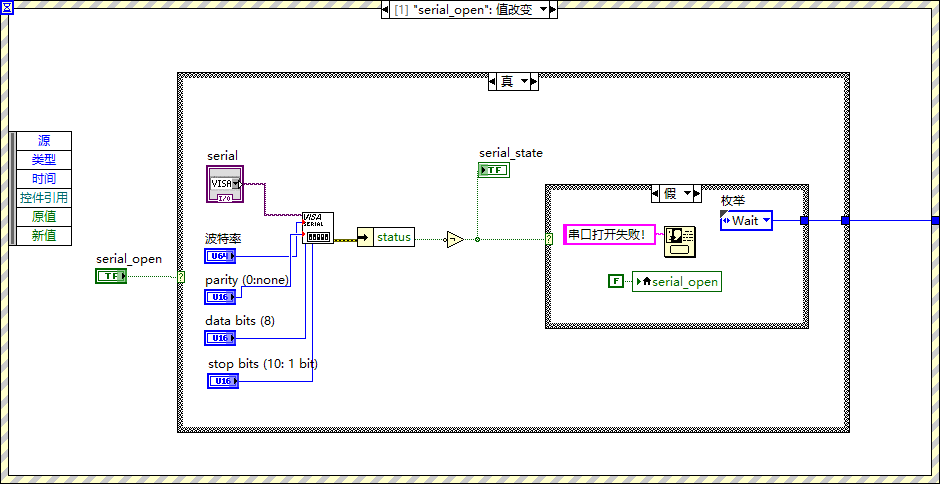 [1] "serial_open": 值改变
真
源
类型
时间
控件引用
原值
新值
serial
VISA
I/O
serial_open
TF
波特率
U64
parity (0:none)
U16
data bits (8)
U16
stop bits (10: 1 bit)
U16
VISA
SERIAL
status
serial_state
TF
假
枚举
Wait
串口打开失败！
F
serial_open